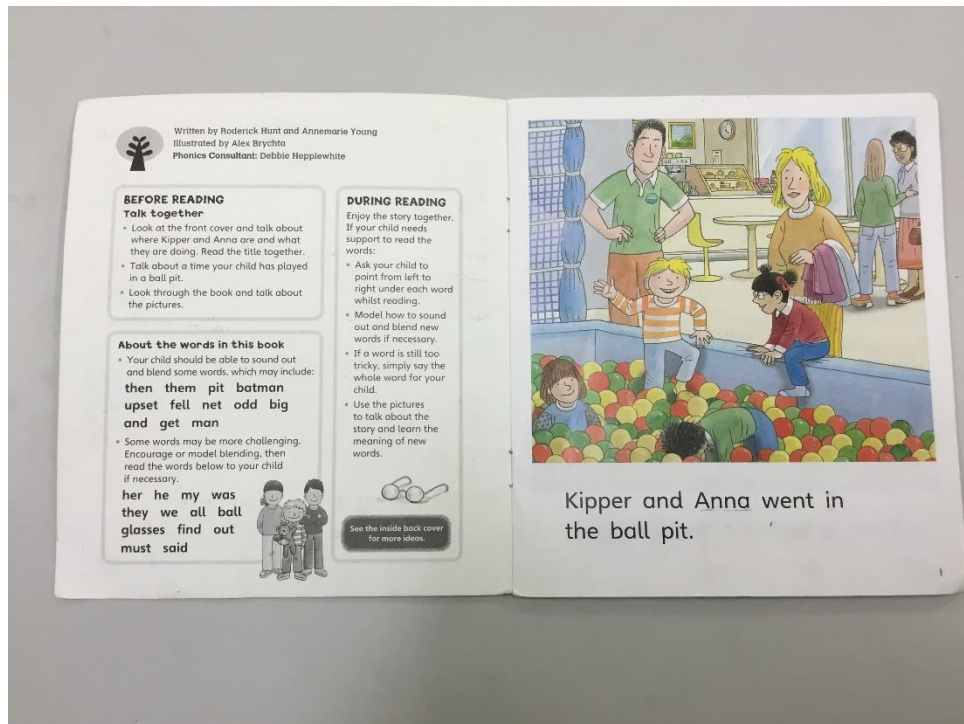 Written by Roderick Hunt and Annemarie Young
Illustrated by Alex Brychta
Phonics Consultant: Debbie Hepplewhite
BEFORE READING
Talk together
• Look at the front cover and talk about
where Kipper and Anna are and what
they are doing. Read the title together.
• Talk about a time your child has played
in a ball pit.
• Look through the book and talk about
the pictures.
About the words in this book
• Your child should be able to sound out
and blend some words, which may include:
then them pit batman
upset fell net odd big
and get man
• Some words may be more challenging.
Encourage or model blending, then
read the words below to your child
if necessary.
her he my was
they we all ball
glasses find out
must said
DURING READING
Enjoy the story together.
If your child needs
support to read the
words:
• Ask your child to
point from left to
right under each word
whilst reading.
• Model how to sound
out and blend new
words if necessary.
• If a word is still too
tricky, simply say the
whole word for your
child.
• Use the pictures
to talk about the
story and learn the
meaning of new
words.
See the inside back cover
for more ideas.
Kipper and Anna went in
the ball pit.
1